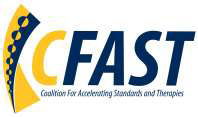 CFAST
Coalition For Accelerating Standards and Therapies